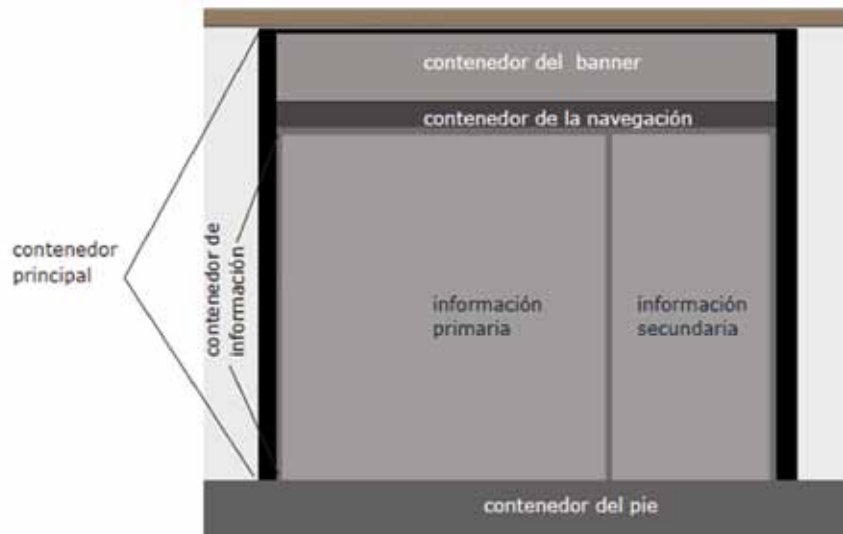 contenedor del banner
contenedor de la navegación
contenedor
principal
contenedor de
información
información
primaria
información
secundaria
contenedor del pie